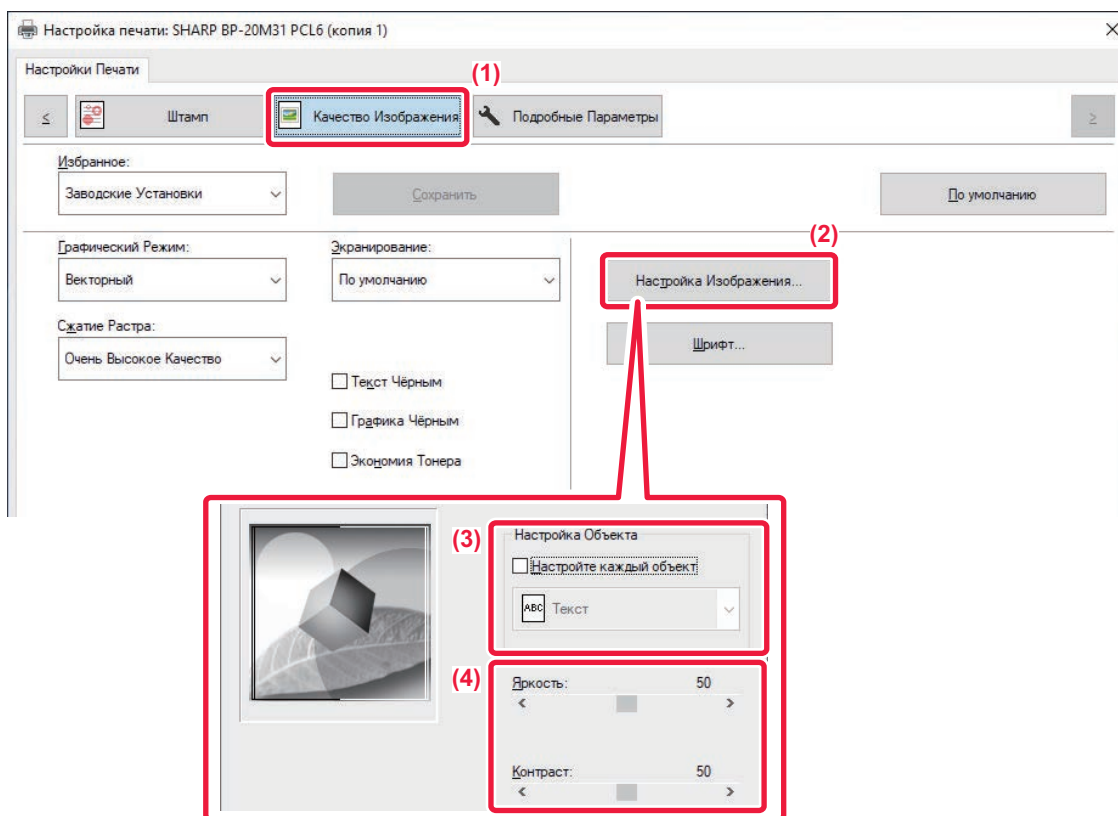 Настройка печати: SHARP BP-20M31 PCL6 (копия 1)
Настройки Печати
(1)
<
Штамп
Качество Изображения
Подробные Параметры
>
Избранное:
Заводские Установки
Сохранить
По умолчанию
(2)
Графический Режим:
Экранирование:
Векторный
По умолчанию
Настройка Изображения...
Сжатие Растра:
Очень Высокое Качество
Шрифт...
Текст Чёрным
Графика Чёрным
Экономия Тонера
(3)
Настройка Объекта
Настройте каждый объект
ABC Текст
(4)
Яркость: 50
Контраст: 50